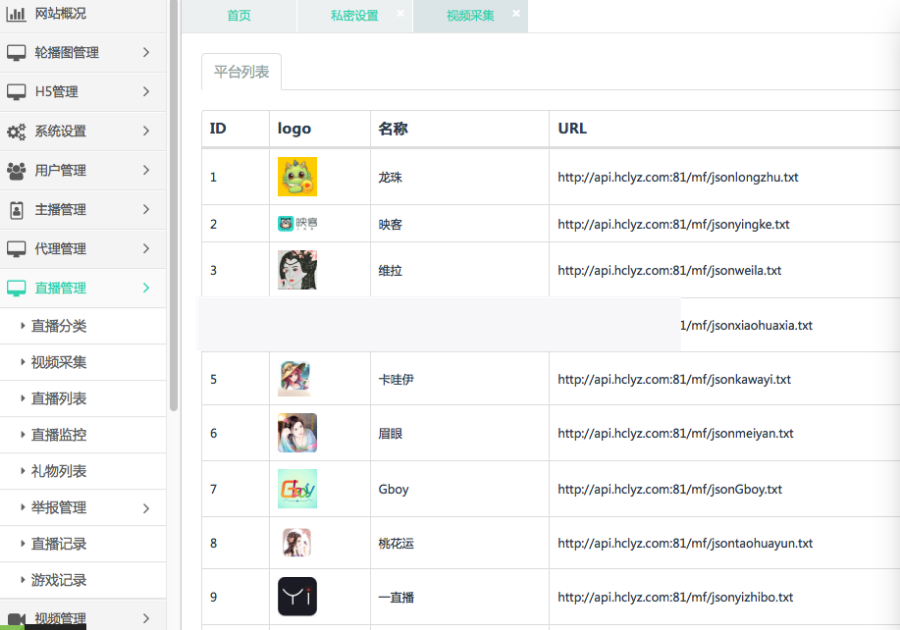 网站概况
轮播图管理
H5管理
系统设置
用户管理
主播管理
代理管理
直播管理
直播分类
视频采集
直播列表
直播监控
礼物列表
举报管理
直播记录
游戏记录
视频管理
首页 私密设置 视频采集
平台列表
ID logo 名称 URL
1 龙珠 http://api.hclyz.com:81/mf/jsonlongzhu.txt
2 映客 映客 http://api.hclyz.com:81/mf/jsonyingke.txt
3 维拉 http://api.hclyz.com:81/mf/jsonweila.txt
1/mf/jsonxiaohuaxia.txt
5 卡哇伊 http://api.hclyz.com:81/mf/jsonkawayi.txt
6 眉眼 http://api.hclyz.com:81/mf/jsonmeiyan.txt
7 Gboy Gboy http://api.hclyz.com:81/mf/jsonGboy.txt
8 桃花运 http://api.hclyz.com:81/mf/jsontaohuayun.txt
9 Yi 一直播 http://api.hclyz.com:81/mf/jsonyizhibo.txt